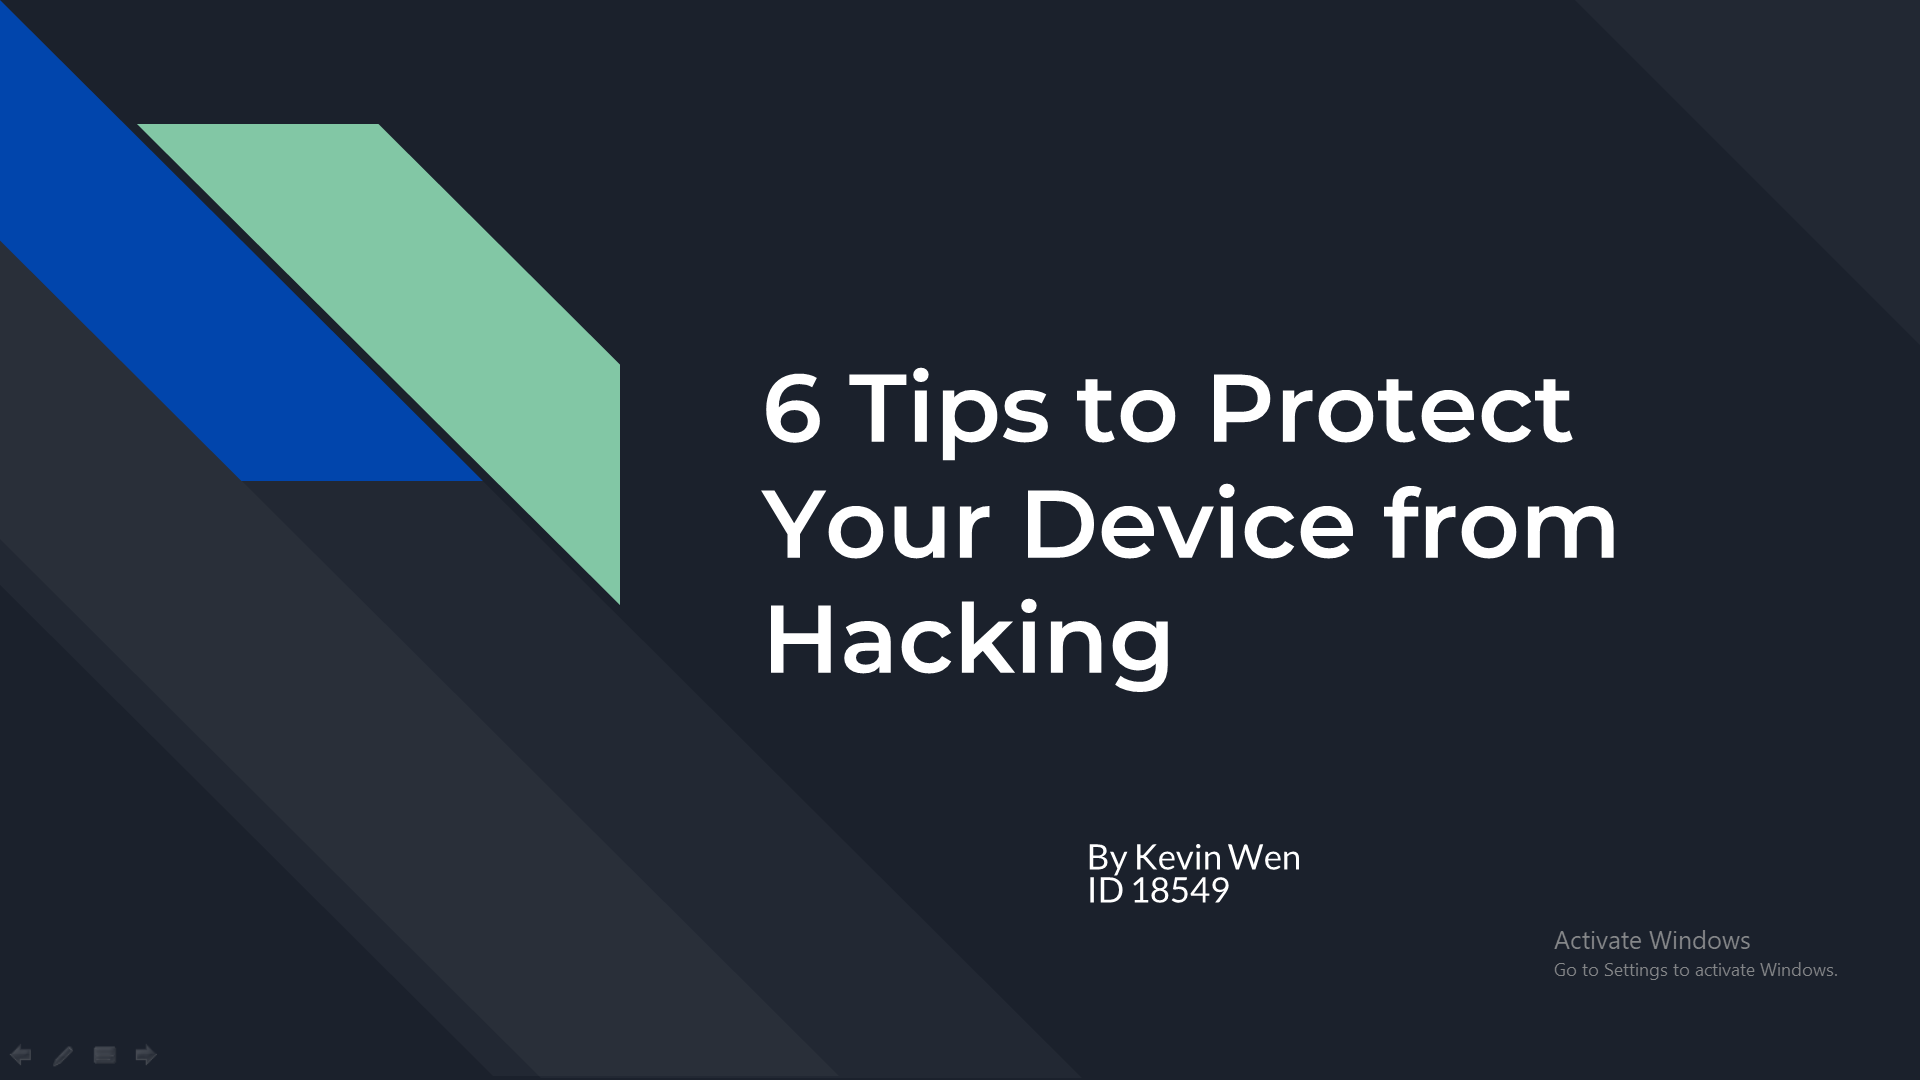 6 Tips to Protect
Your Device from
Hacking
By Kevin Wen
ID 18549
Activate Windows
Go to Settings to activate Windows.